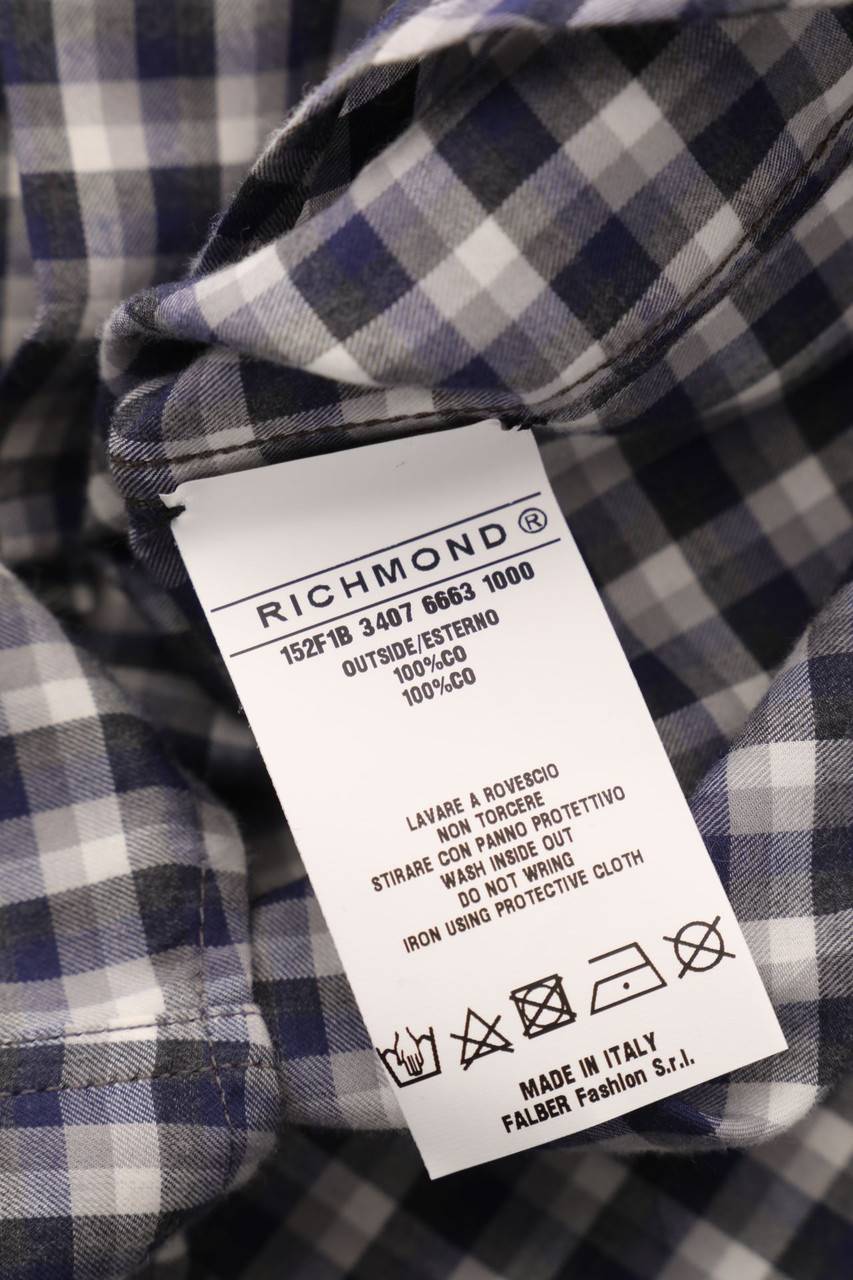 RICHMOND®
152F1B 3407 6663 1000
OUTSIDE/ESTERNO
100%CO
100%CO
LAVARE A ROVESCIO
NON TORCERE
STIRARE CON PANNO PROTETTIVO
WASH INSIDE OUT
DO NOT WRING
IRON USING PROTECTIVE CLOTH
MADE IN ITALY
FALBER Fashion S.r.l.